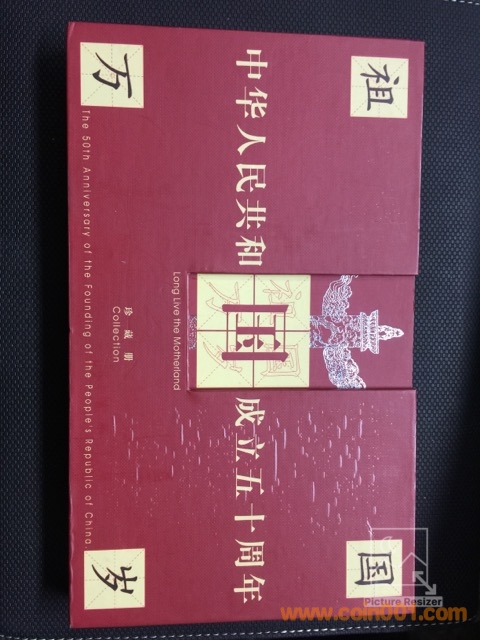 祖 国
中华人民共和国成立五十周年
Long Live the Motherland
珍藏册
Collection
万 岁
The 50th Anniversary of the Founding of the People's Republic of China
Picture Resizer
www.coin001.com